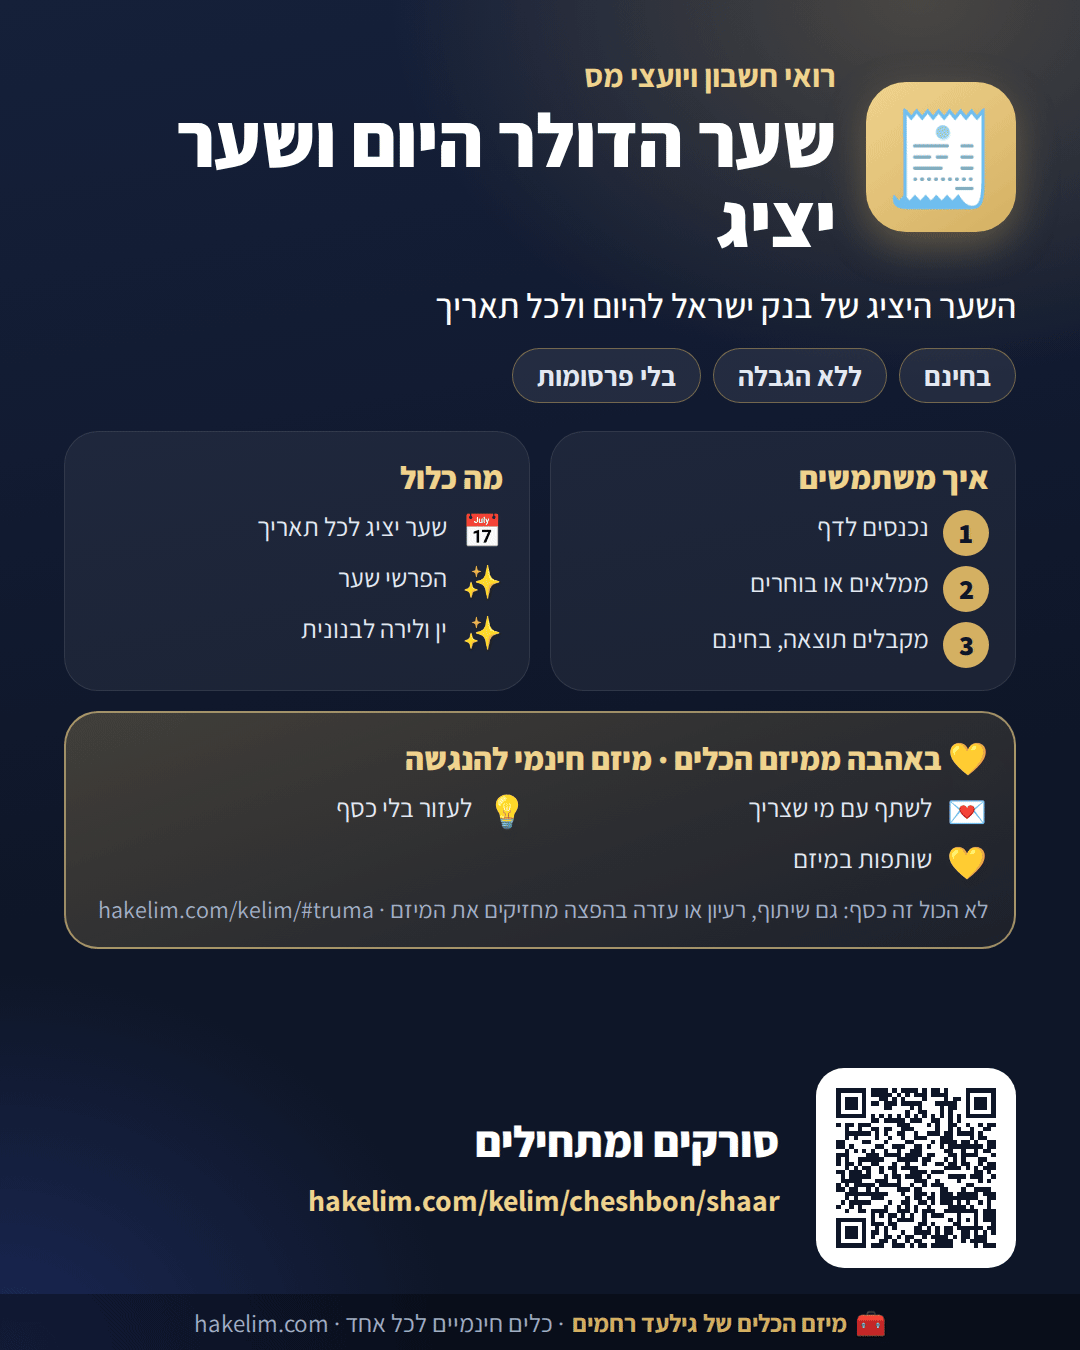 רואי חשבון ויועצי מס
שער הדולר היום ושער
יציג
השער היציג של בנק ישראל להיום ולכל תאריך
בחינם
ללא הגבלה
בלי פרסומות
איך משתמשים
1 נכנסים לדף
2 ממלאים או בוחרים
3 מקבלים תוצאה, בחינם
מה כלול
July 17 שער יציג לכל תאריך
הפרשי שער
ין ולירה לבנונית
באהבה ממיזם הכלים · מיזם חינמי להנגשה
לשתף עם מי שצריך
לעזור בלי כסף
שותפות במיזם
לא הכול זה כסף: גם שיתוף, רעיון או עזרה בהפצה מחזיקים את המיזם · hakelim.com/kelim/#truma
סורקים ומתחילים
hakelim.com/kelim/cheshbon/shaar
מיזם הכלים של גילעד רחמים · כלים חינמיים לכל אחד · hakelim.com